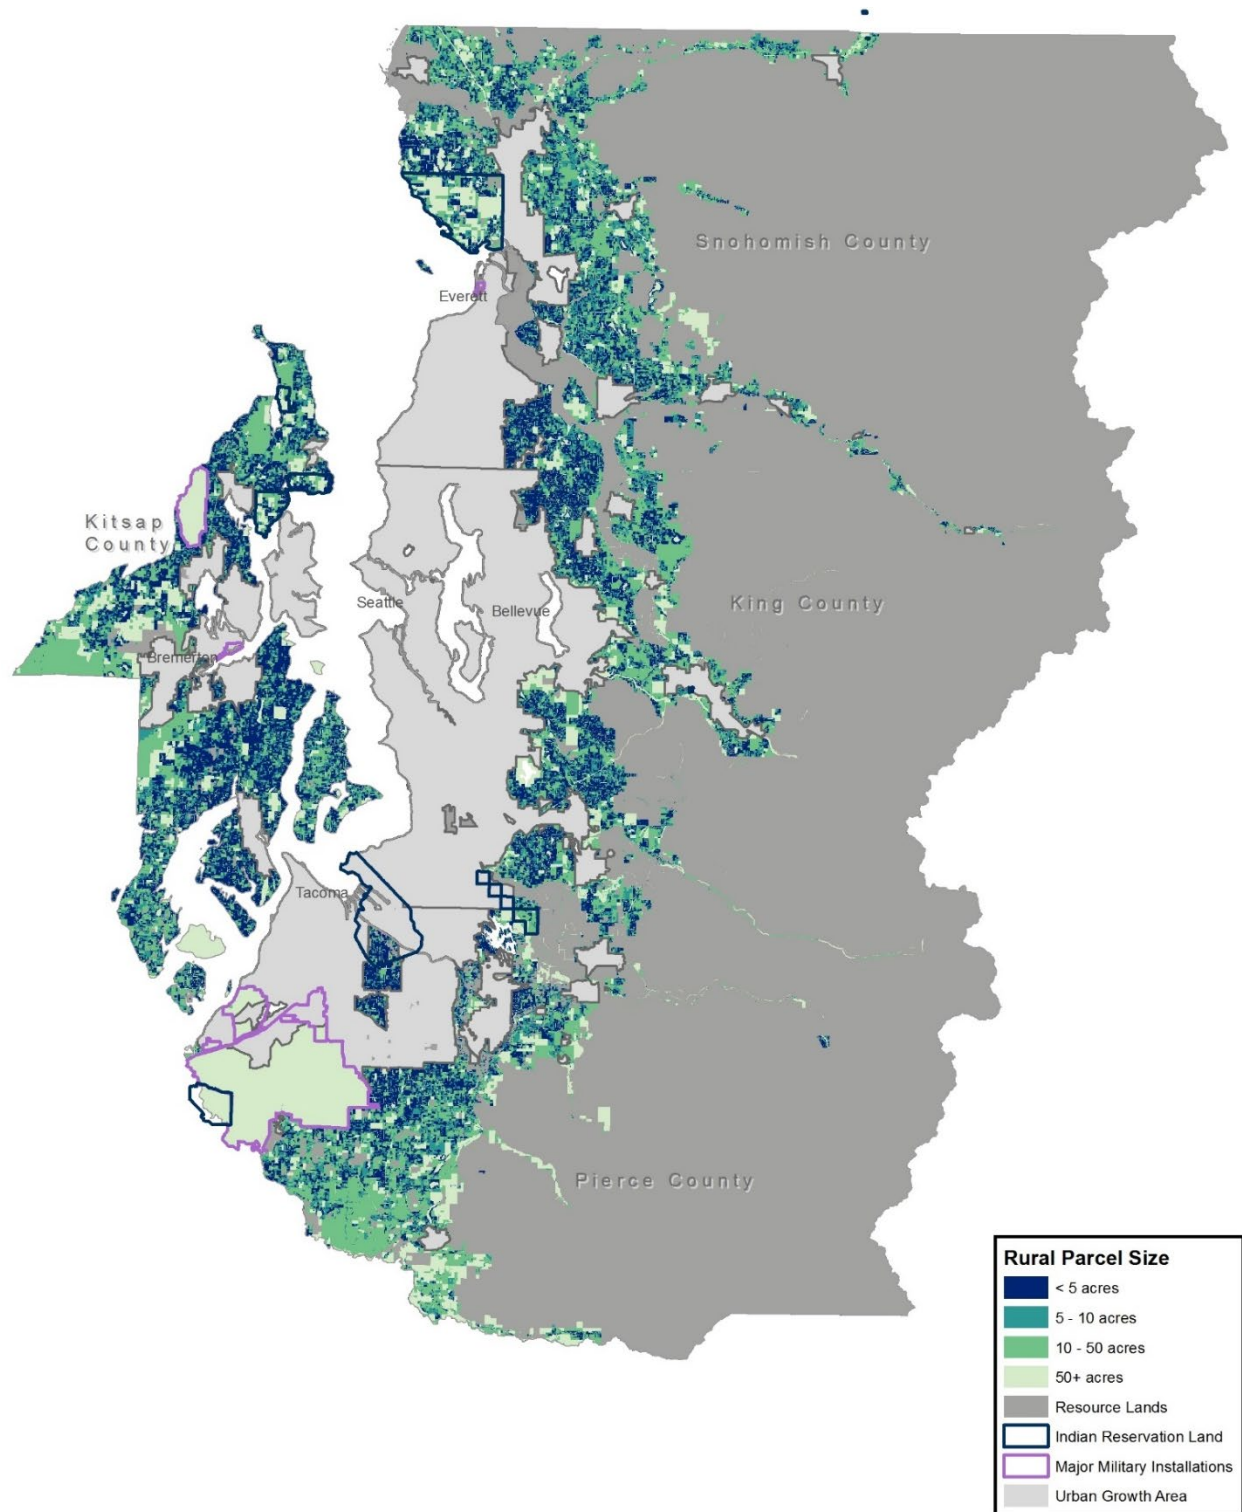 Snohomish County
Everett
Kitsap
County
Seattle
Bellevue
King County
Bremerton
Tacoma
Pierce County
Rural Parcel Size
< 5 acres
5 - 10 acres
10 - 50 acres
50+ acres
Resource Lands
Indian Reservation Land
Major Military Installations
Urban Growth Area